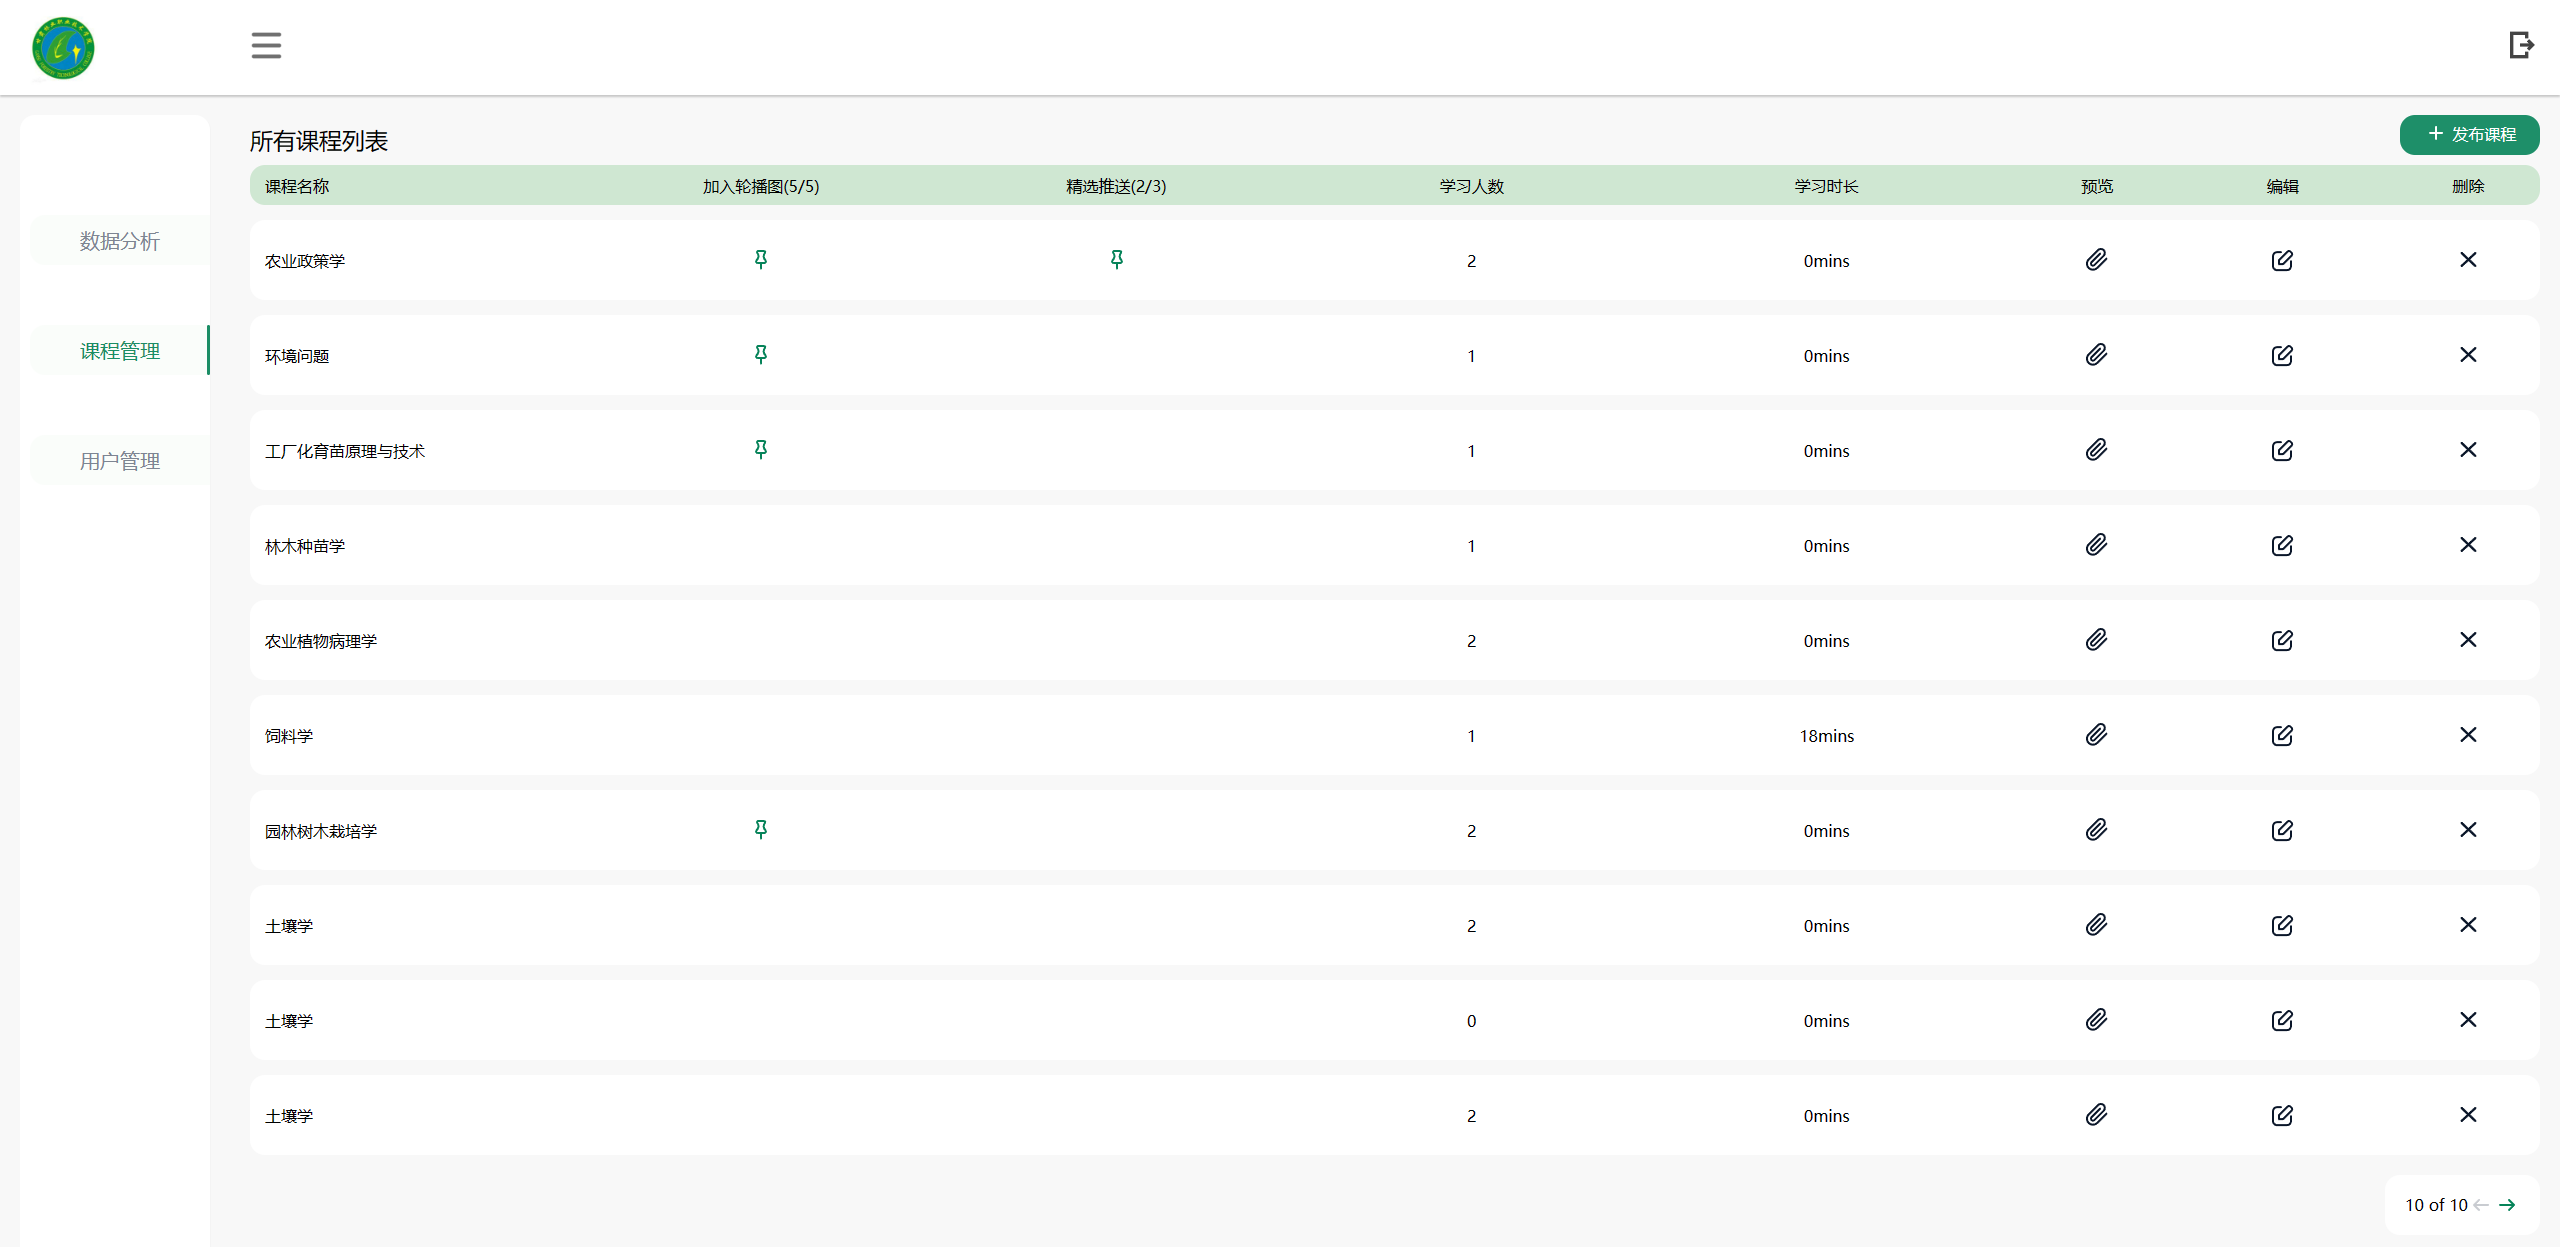 所有课程列表
+ 发布课程
课程名称 加入轮播图(5/5) 精选推送(2/3) 学习人数 学习时长 预览 编辑 删除
数据分析
课程管理
用户管理
农业政策学 2 0mins
环境问题 1 0mins
工厂化育苗原理与技术 1 0mins
林木种苗学 1 0mins
农业植物病理学 2 0mins
饲料学 1 18mins
园林树木栽培学 2 0mins
土壤学 2 0mins
土壤学 0 0mins
土壤学 2 0mins
10 of 10